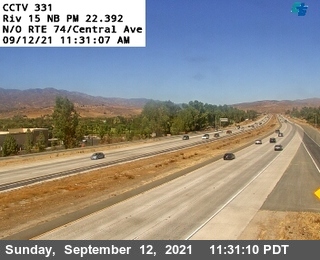 CCTV 331
Riv 15 NB PM 22.392
N/O RTE 74/Central Ave
09/12/21 11:31:07 AM
Sunday, September 12, 2021 11:31:10 PDT